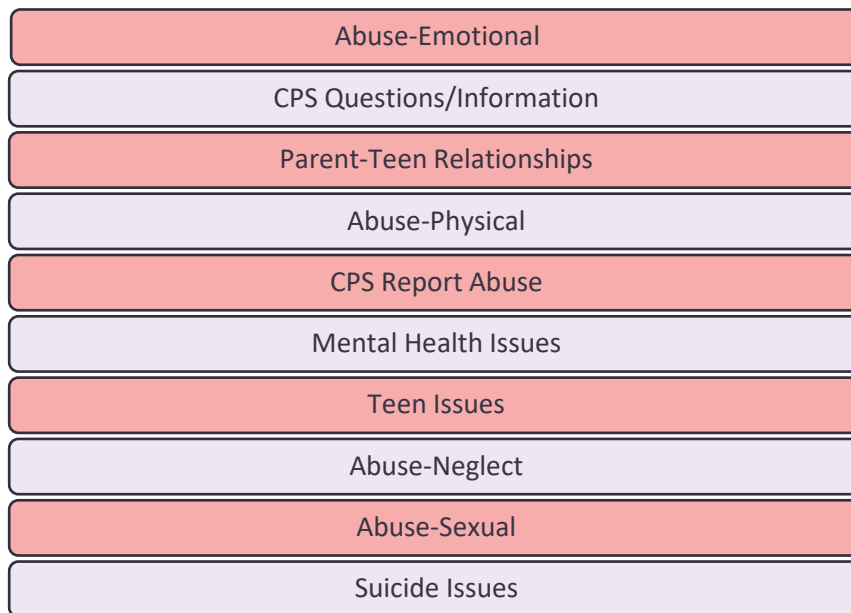 Abuse-Emotional
CPS Questions/Information
Parent-Teen Relationships
Abuse-Physical
CPS Report Abuse
Mental Health Issues
Teen Issues
Abuse-Neglect
Abuse-Sexual
Suicide Issues